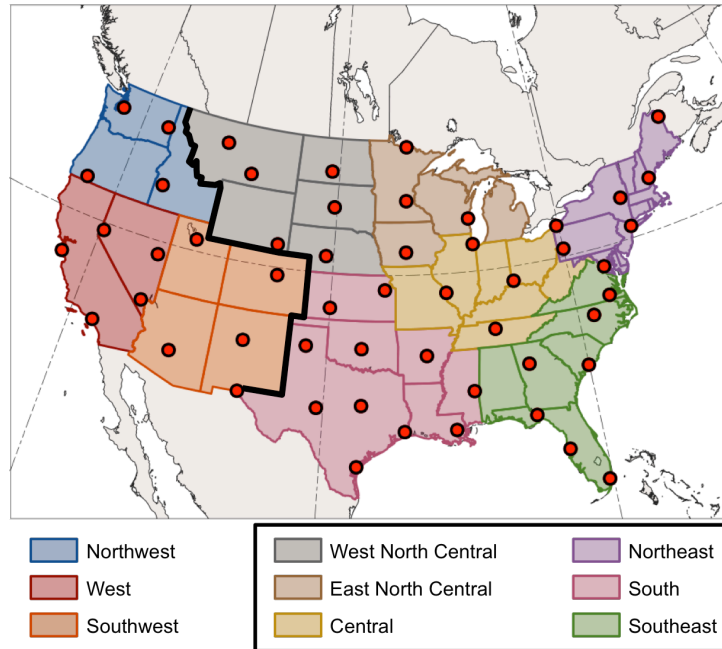 Northwest
West
Southwest
West North Central
East North Central
Central
Northeast
South
Southeast